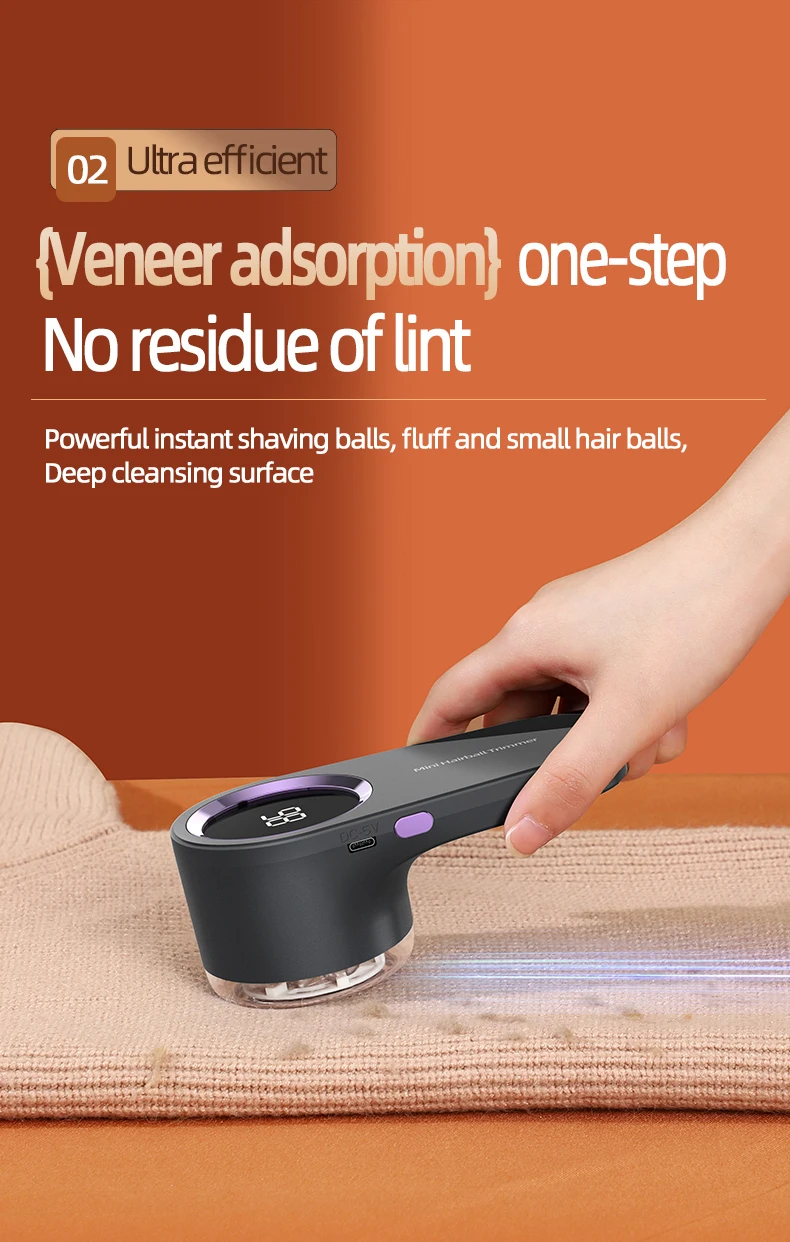 02 Ultra efficient
{Veneer adsorption} one-step
No residue of lint
Powerful instant shaving balls, fluff and small hair balls,
Deep cleansing surface
Mini Hairball Trimmer
86
DC:5V